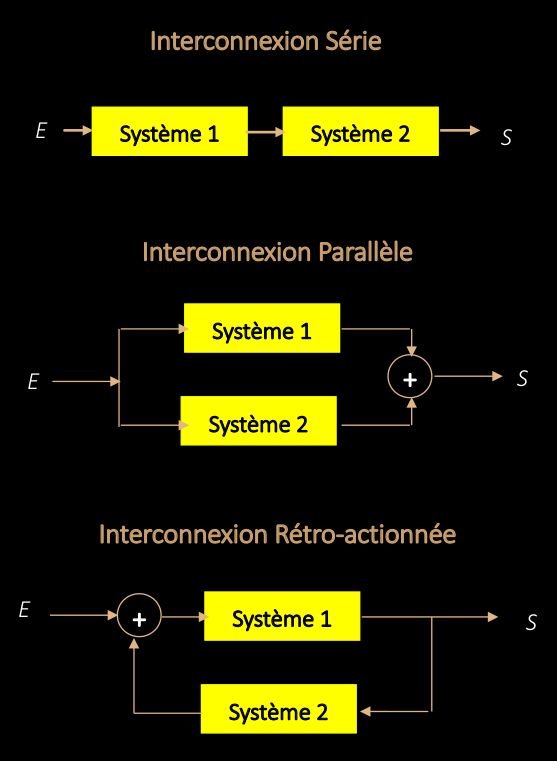 Interconnexion Série
E
Système 1
Système 2
S
Interconnexion Parallèle
Système 1
E
+
S
Système 2
Interconnexion Rétro-actionnée
E
+
Système 1
S
Système 2